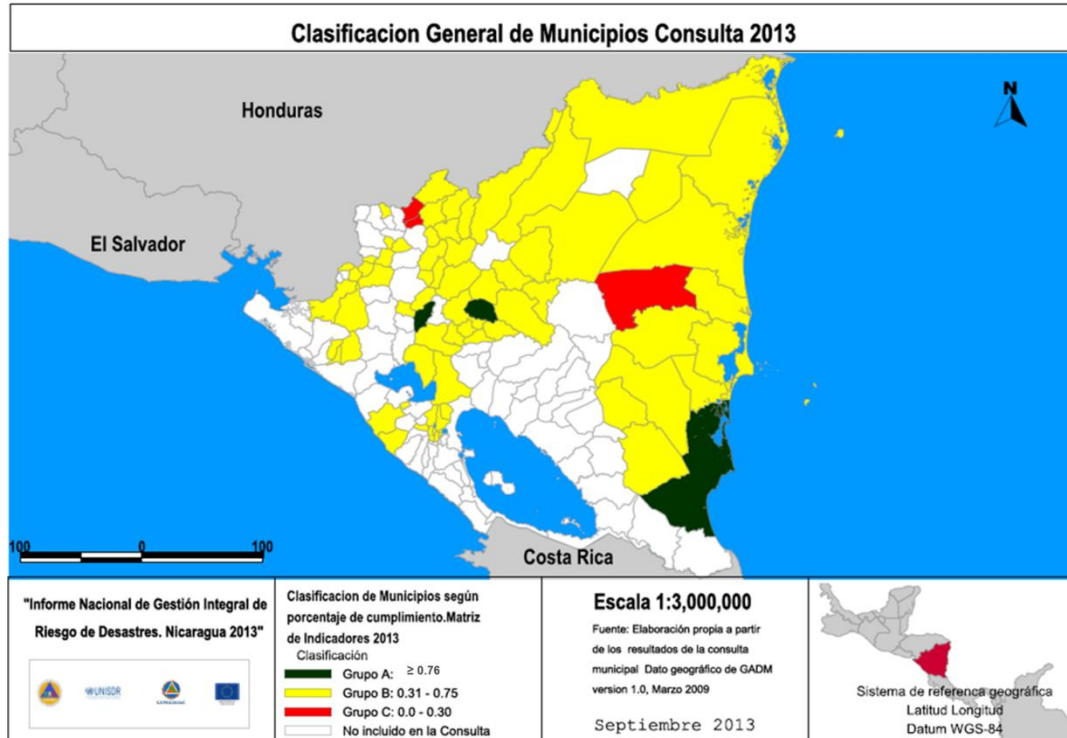 Clasificacion General de Municipios Consulta 2013
Honduras
N
El Salvador
Costa Rica
100 0 100
"Informe Nacional de Gestión Integral de
Riesgo de Desastres. Nicaragua 2013"
UNISDR
Clasificacion de Municipios según
porcentaje de cumplimiento.Matriz
de Indicadores 2013
Clasificación
Grupo A: ≥ 0.76
Grupo B: 0.31 - 0.75
Grupo C: 0.0 - 0.30
No incluido en la Consulta
Escala 1:3,000,000
Fuente: Elaboración propia a partir
de los resultados de la consulta
municipal Dato geográfico de GADM
version 1.0, Marzo 2009
Septiembre 2013
Sistema de referenca geográfica
Latitud Longitud
Datum WGS-84